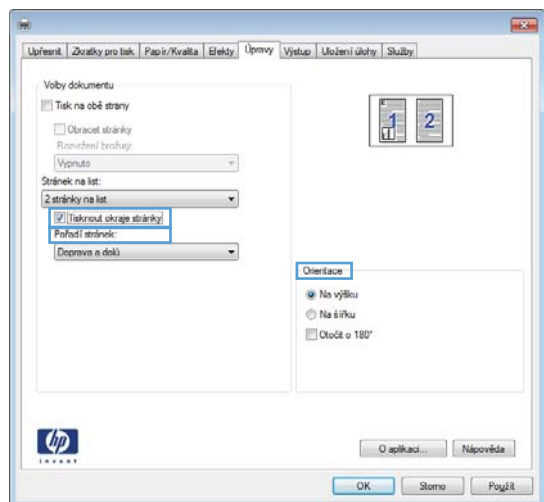 Upřesnit Zkratky pro tisk Papír/Kvalita Efekty Úpravy Výstup Uložení úlohy Služby
Volby dokumentu
Tisk na obě strany
Obracet stránky
Rozvržení brožury:
Vypnuto
Stránek na list:
2 stránky na list
Tisknout okraje stránky
Pořadí stránek:
Doprava a dolů
1 2
Orientace
Na výšku
Na šířku
Otočit o 180°
hp
invent
O aplikaci... Nápověda
OK Storno Použít